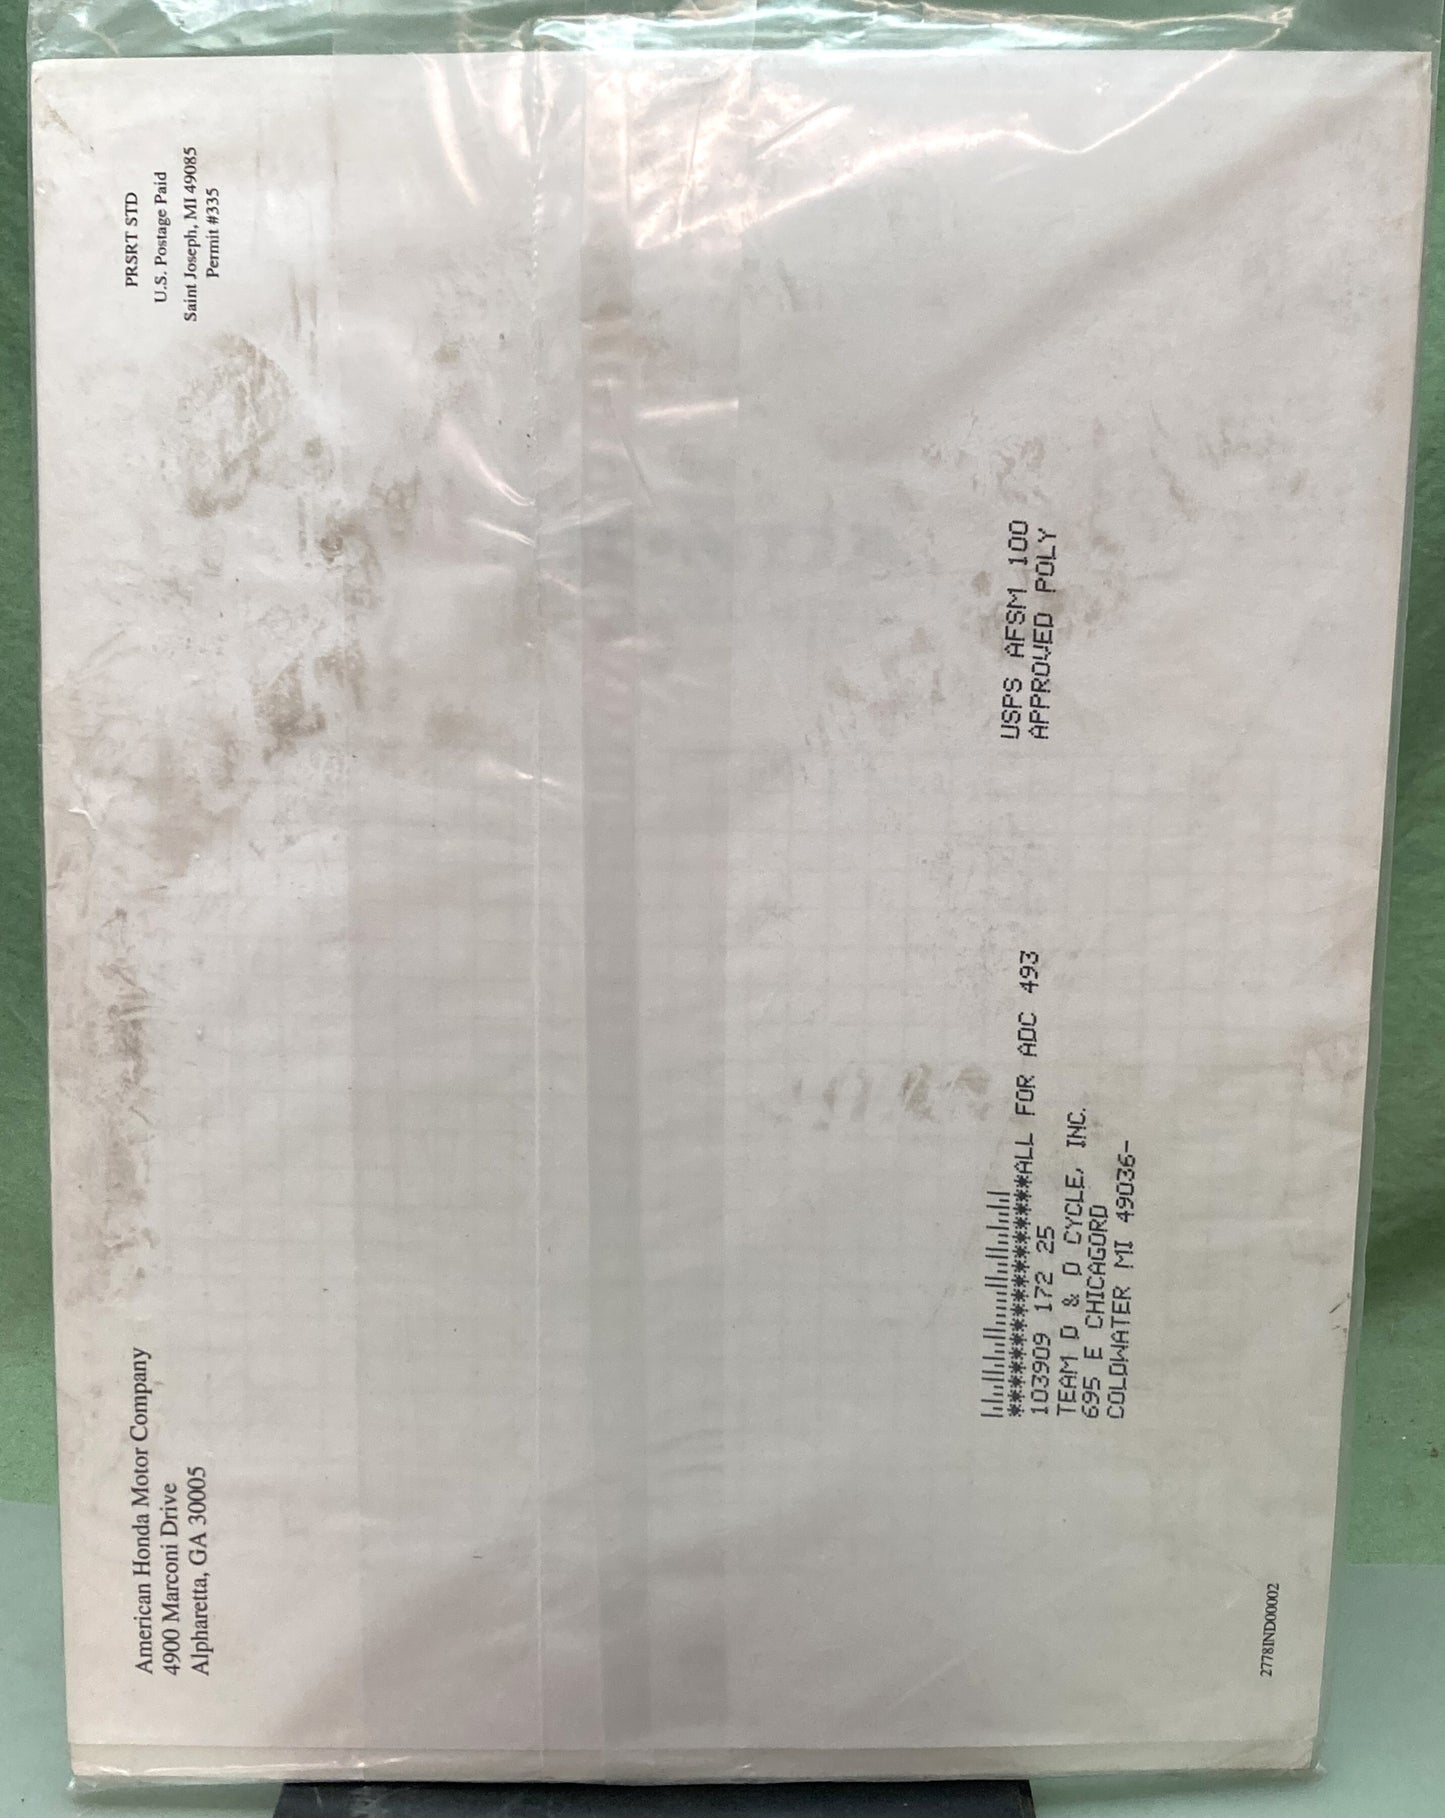 American Honda Motor Company
4900 Marconi Drive
Alpharetta, GA 30005
PRSRT STD
U.S. Postage Paid
Saint Joseph, MI 49085
Permit #335
USPS AFSM 100
APPROVED POLY
******************ALL FOR ADC 493
103909 172 25
TEAM D & D CYCLE, INC.
695 E CHICAGORD
COLDWATER MI 49036-
2778IND00002